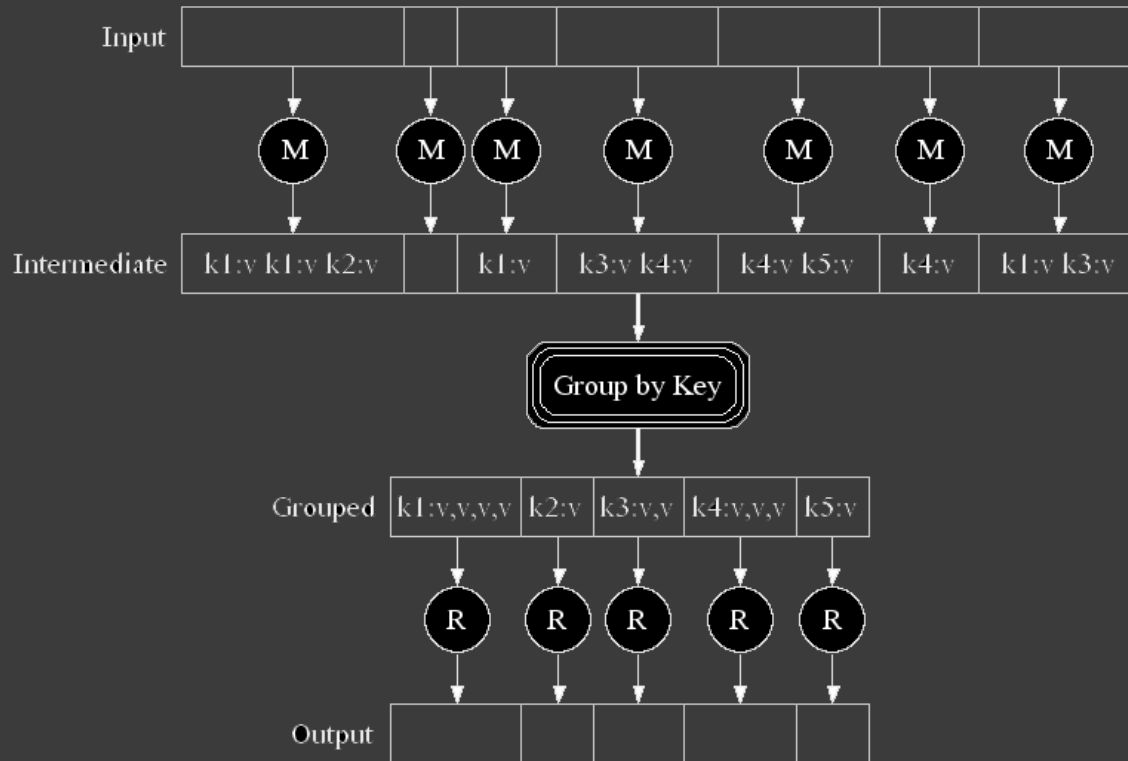 Input
M M M M M M M
Intermediate k1:v k1:v k2:v k1:v k3:v k4:v k4:v k5:v k4:v k1:v k3:v
Group by Key
Grouped k1:v,v,v,v k2:v k3:v,v k4:v,v,v k5:v
R R R R R
Output